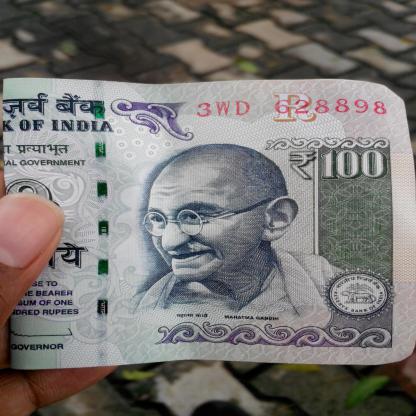 ज़र्व बैंक
K OF INDIA
3WD 628898
R
ा प्रत्याभूत
AL GOVERNMENT
₹100
पये
SE TO
E BEARER
SUM OF ONE
DRED RUPEES
महात्मा गांधी MAHATMA GANDHI
GOVERNOR